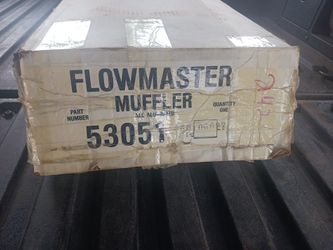 FLOWMASTER
MUFFLER
PART
NUMBER
QUANTITY
ONE
53051